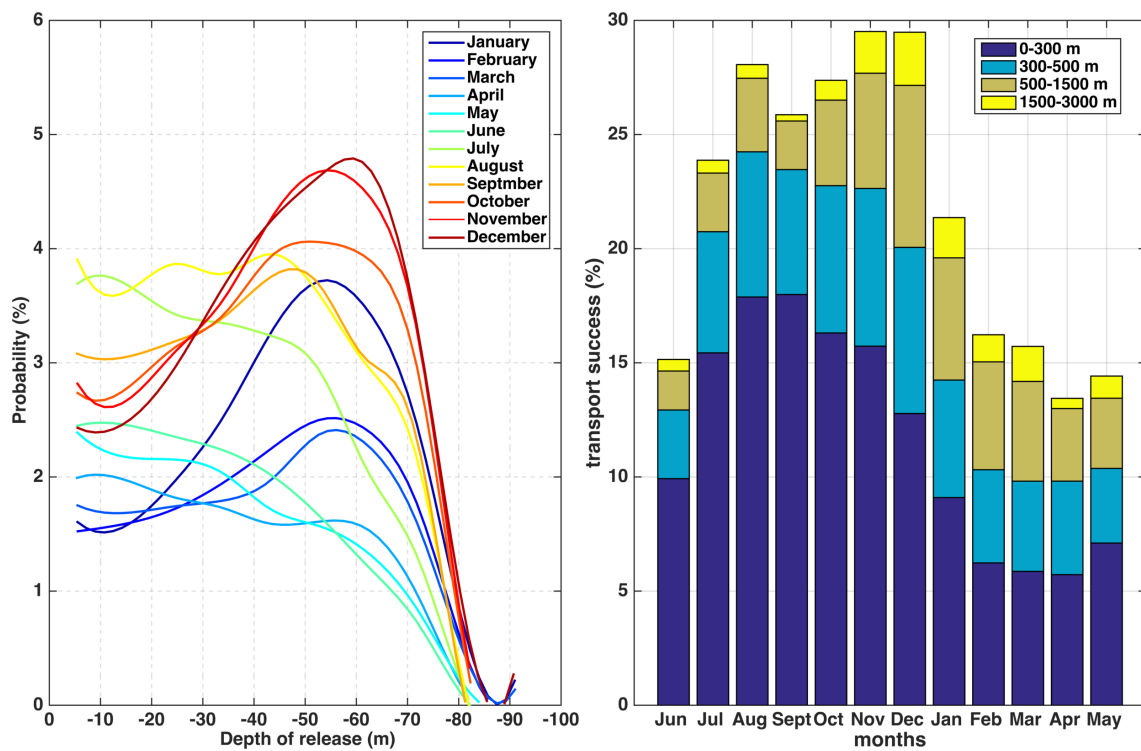 6
5
4
3
2
1
0
Probability (%)
0 -10 -20 -30 -40 -50 -60 -70 -80 -90 -100
Depth of release (m)
January
February
March
April
May
June
July
August
Septmber
October
November
December
30
25
20
15
10
5
0
transport success (%)
Jun Jul Aug Sept Oct Nov Dec Jan Feb Mar Apr May
months
0-300 m
300-500 m
500-1500 m
1500-3000 m